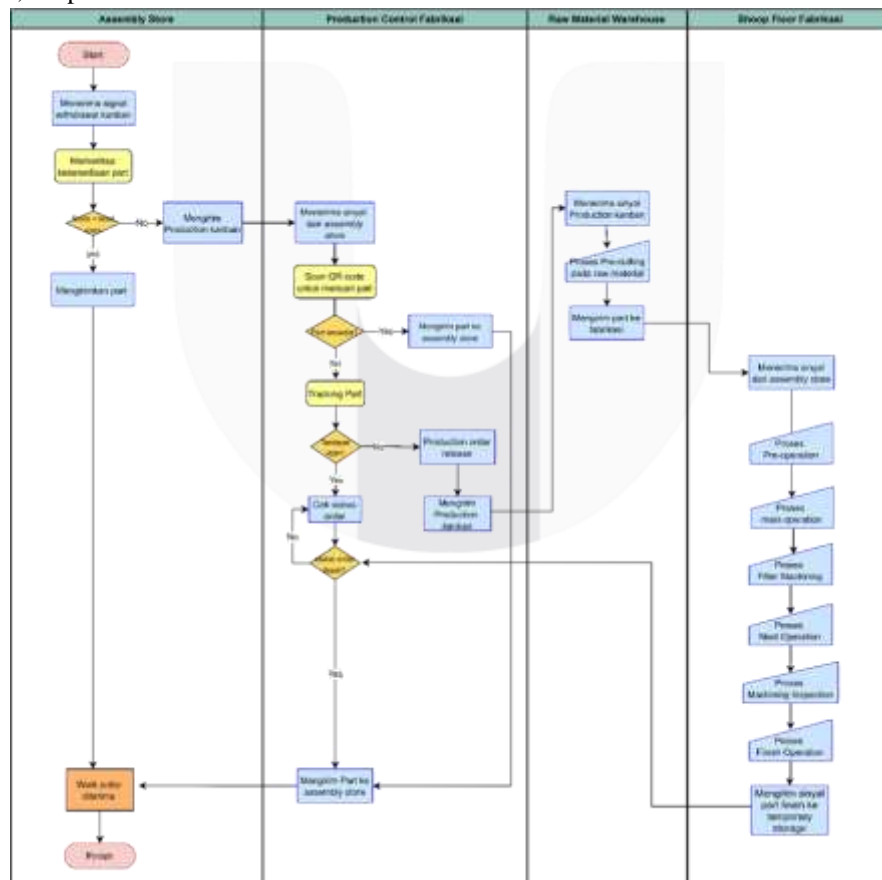 Assembly Store
Production Control Fabrikasi
Raw Material Warehouse
Shoop Floor Fabrikasi
Start
Menerima signal
withdrawal kanban
Memeriksa
ketersediaan part
No
yes
Mengirimkan part
Mengirim
Production kanban
Menerima sinyal
dari assembly
store
Scan QR code
untuk mencari part
Part tersedia?
Yes
Mengirim part ke
assembly store
No
Tracking Part
No
Production order
release
Yes
Mengirim
Production
kanban
Cek status
order
No
Yes
Mengirim Part ke
assembly store
Menerima sinyal
Production kanban
Proses Pre-cutting
pada raw material
Mengirim part ke
fabrikasi
Menerima sinyal
dari assembly store
Proses
Pre-operation
Proses
main operation
Proses
Proses
Next Operation
Proses
Machining Inspection
Proses
Finish Operation
Mengirim sinyal
part finish ke
temporary
storage
Work order
diterima